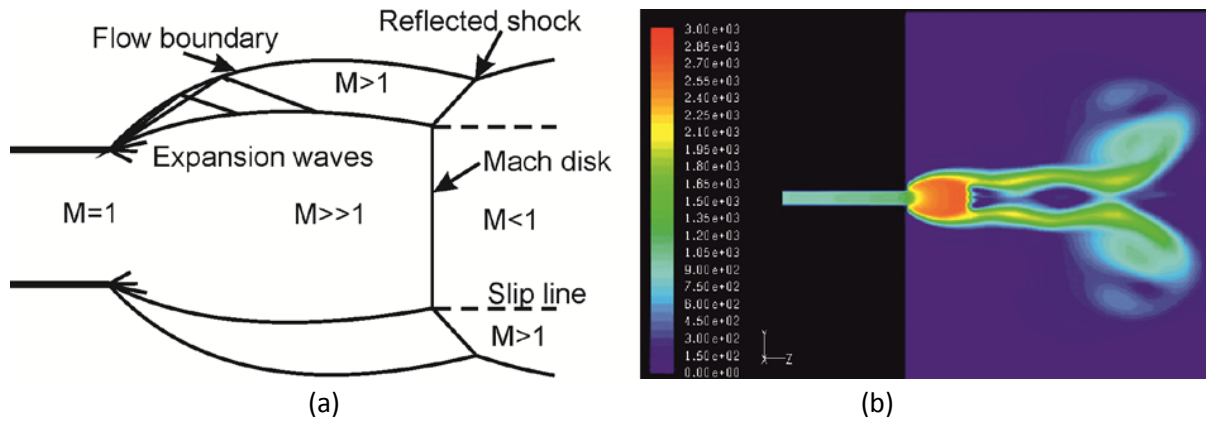 Flow boundary
Reflected shock
M>1
Expansion waves
Mach disk
M=1
M>>1
M<1
Slip line
M>1
(a)
3.00e+03
2.85e+03
2.70e+03
2.55e+03
2.40e+03
2.25e+03
2.10e+03
1.95e+03
1.80e+03
1.65e+03
1.50e+03
1.35e+03
1.20e+03
1.05e+03
9.00e+02
7.50e+02
6.00e+02
4.50e+02
3.00e+02
1.50e+02
0.00e+00
Y
X
Z
(b)